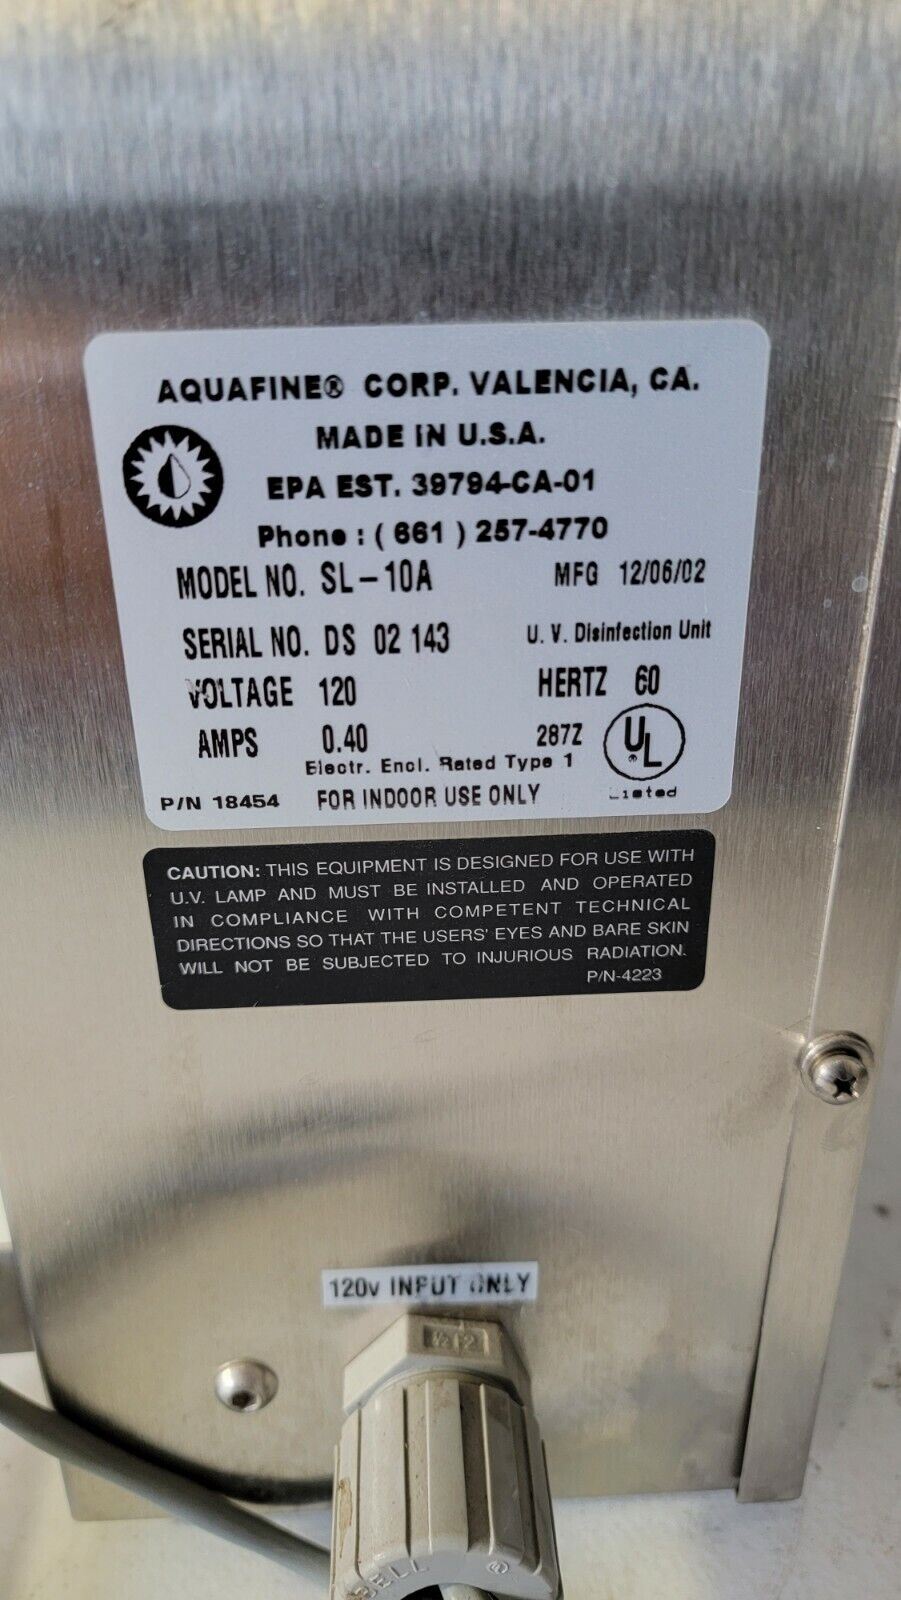 AQUAFINE® CORP. VALENCIA, CA.
MADE IN U.S.A.
EPA EST. 39794-CA-01
Phone : ( 661 ) 257-4770
MODEL NO. SL-10A MFG 12/06/02
SERIAL NO. DS 02 143 U. V. Disinfection Unit
VOLTAGE 120 HERTZ 60
AMPS 0.40 287Z UL
Electr. Encl. Rated Type 1
P/N 18454 FOR INDOOR USE ONLY Listed
CAUTION: THIS EQUIPMENT IS DESIGNED FOR USE WITH
U.V. LAMP AND MUST BE INSTALLED AND OPERATED
IN COMPLIANCE WITH COMPETENT TECHNICAL
DIRECTIONS SO THAT THE USERS' EYES AND BARE SKIN
WILL NOT BE SUBJECTED TO INJURIOUS RADIATION.
P/N-4223
120v INPUT ONLY
BELL